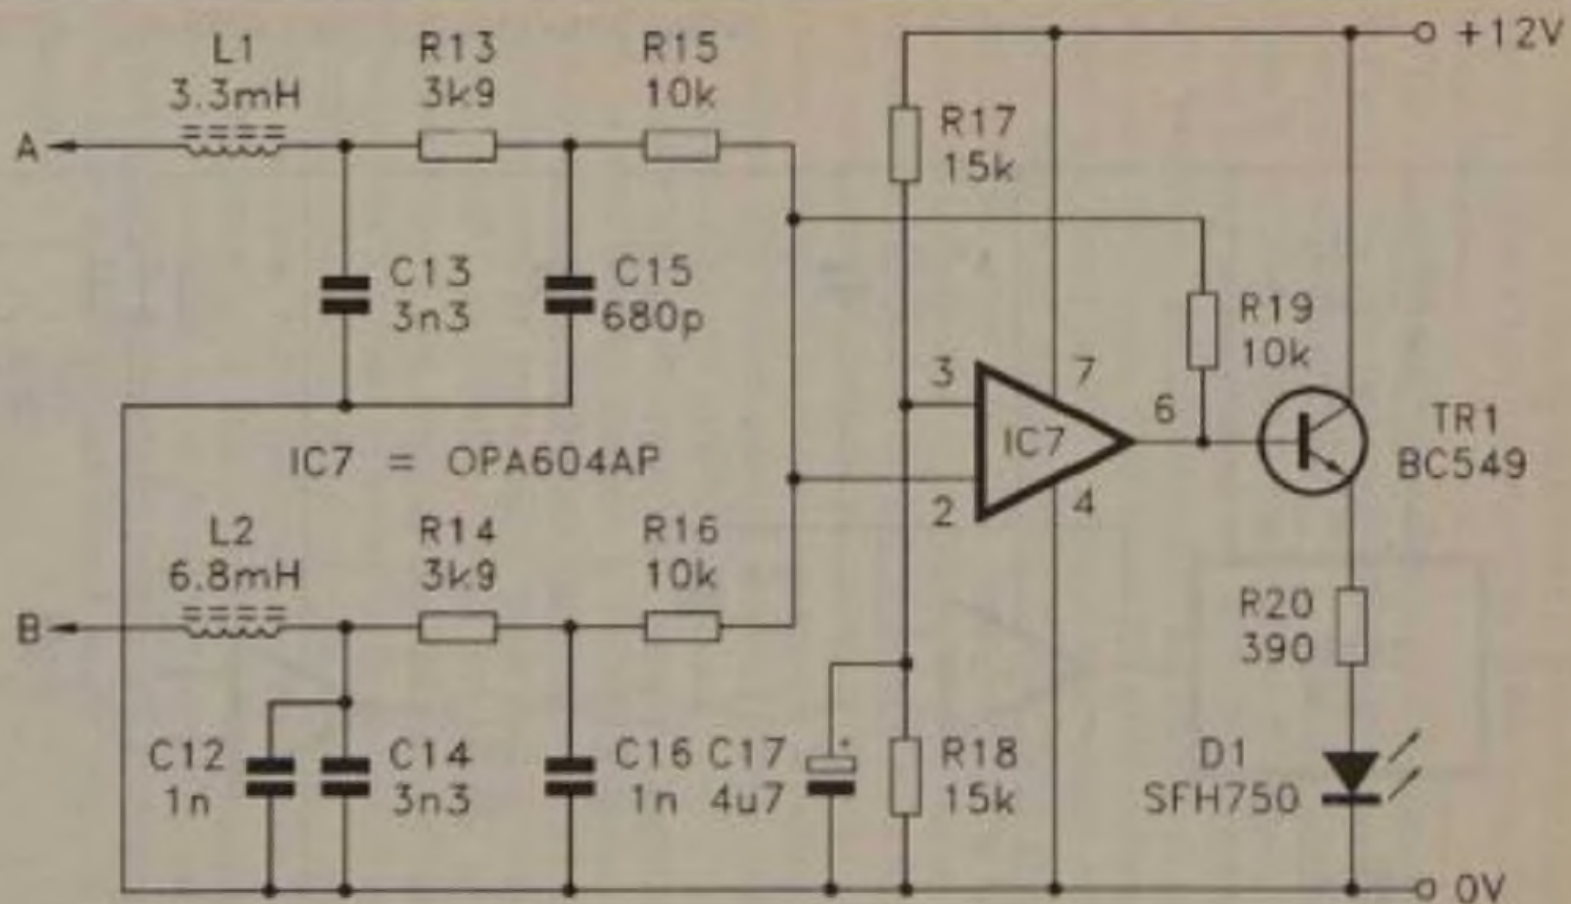 L1
3.3mH
R13
3k9
R15
10k
+12V
A
R17
15k
C13
3n3
C15
680p
R19
10k
3
7
6
IC7
2
4
TR1
BC549
IC7 = OPA604AP
L2
6.8mH
R14
3k9
R16
10k
B
R20
390
C12
1n
C14
3n3
C16
1n
C17
4u7
+
R18
15k
D1
SFH750
0V